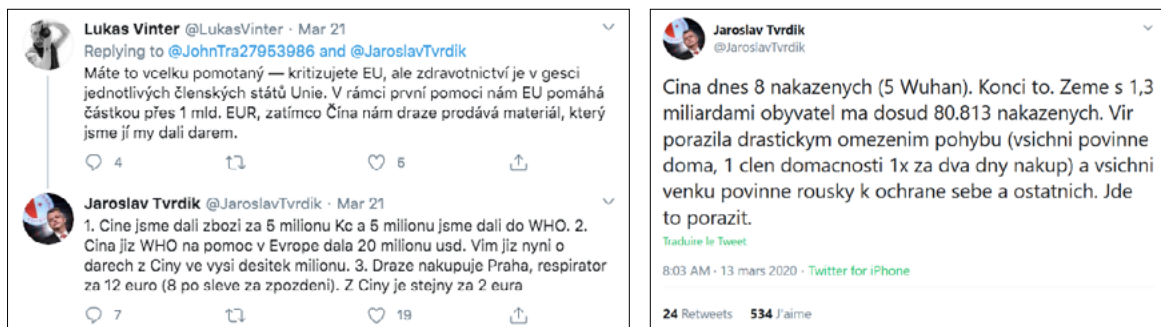 Lukas Vinter @LukasVinter · Mar 21
Replying to @JohnTra27953986 and @JaroslavTvrdik
Máte to vcelku pomotaný — kritizujete EU, ale zdravotnictví je v gesci
jednotlivých členských států Unie. V rámci první pomoci nám EU pomáhá
částkou přes 1 mld. EUR, zatímco Čína nám draze prodává materiál, který
jsme jí my dali darem.
4 5
Jaroslav Tvrdik @JaroslavTvrdik · Mar 21
1. Cine jsme dali zbozi za 5 milionu Kc a 5 milionu jsme dali do WHO. 2.
Cina jiz WHO na pomoc v Evrope dala 20 milionu usd. Vim jiz nyni o
darech z Ciny ve vysi desitek milionu. 3. Draze nakupuje Praha, respirator
za 12 euro (8 po sleve za zpozdeni). Z Ciny je stejny za 2 eura
7 19
Jaroslav Tvrdik
@JaroslavTvrdik
Cina dnes 8 nakazenych (5 Wuhan). Konci to. Zeme s 1,3
miliardami obyvatel ma dosud 80.813 nakazenych. Vir
porazila drastickym omezenim pohybu (vsichni povinne
doma, 1 clen domacnosti 1x za dva dny nakup) a vsichni
venku povinne rousky k ochrane sebe a ostatnich. Jde
to porazit.
Traduire le Tweet
8:03 AM · 13 mars 2020 · Twitter for iPhone
24 Retweets 534 J'aime